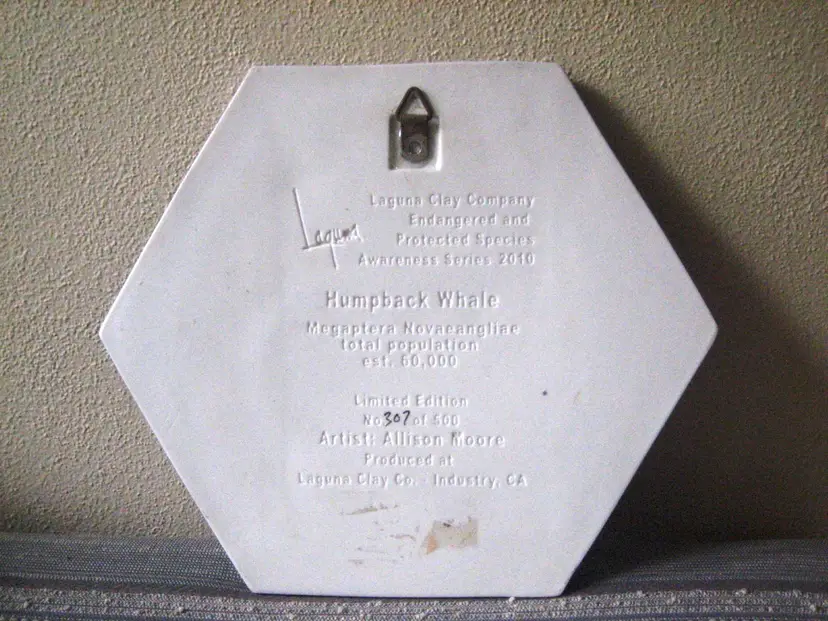 Laguna
Laguna Clay Company
Endangered and
Protected Species
Awareness Series 2010
Humpback Whale
Megaptera Novaeangliae
total population
est. 60,000
Limited Edition
No 307 of 500
Artist: Allison Moore
Produced at
Laguna Clay Co. - Industry, CA